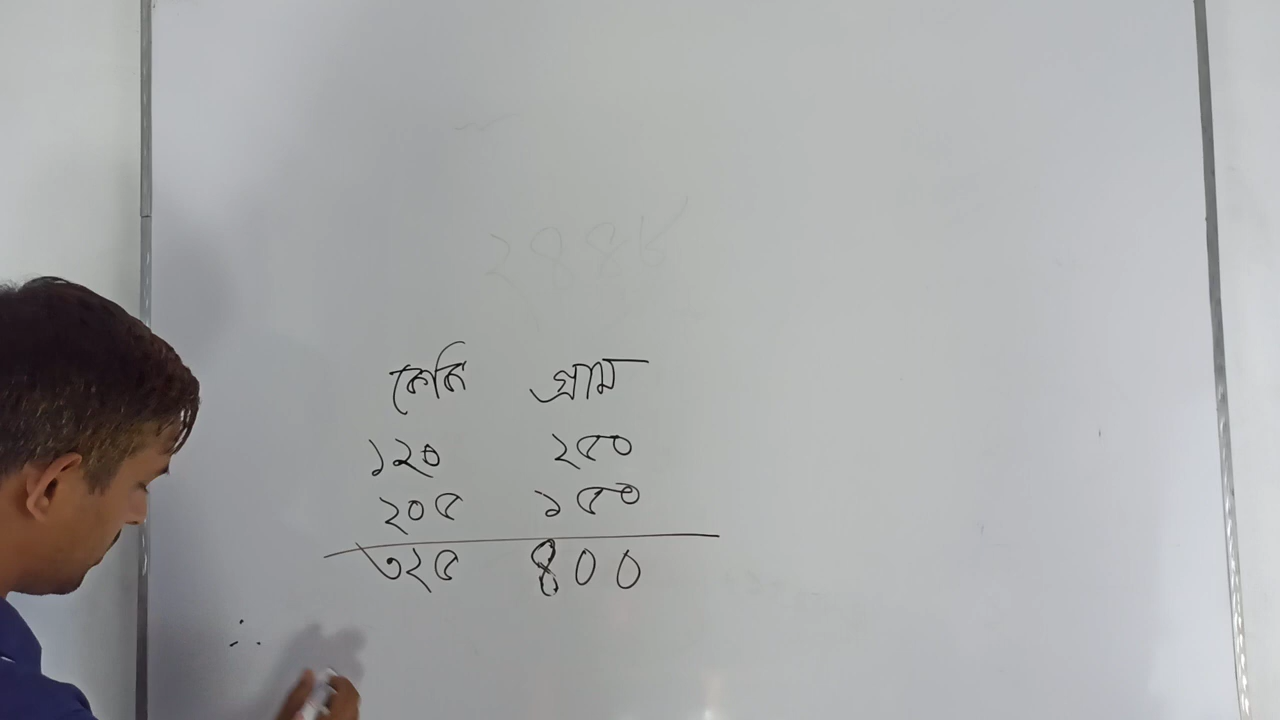 কেজি গ্রাম
১২০ ২৫০
২০৫ ১৫০
৩২৫ ৪০০
∴